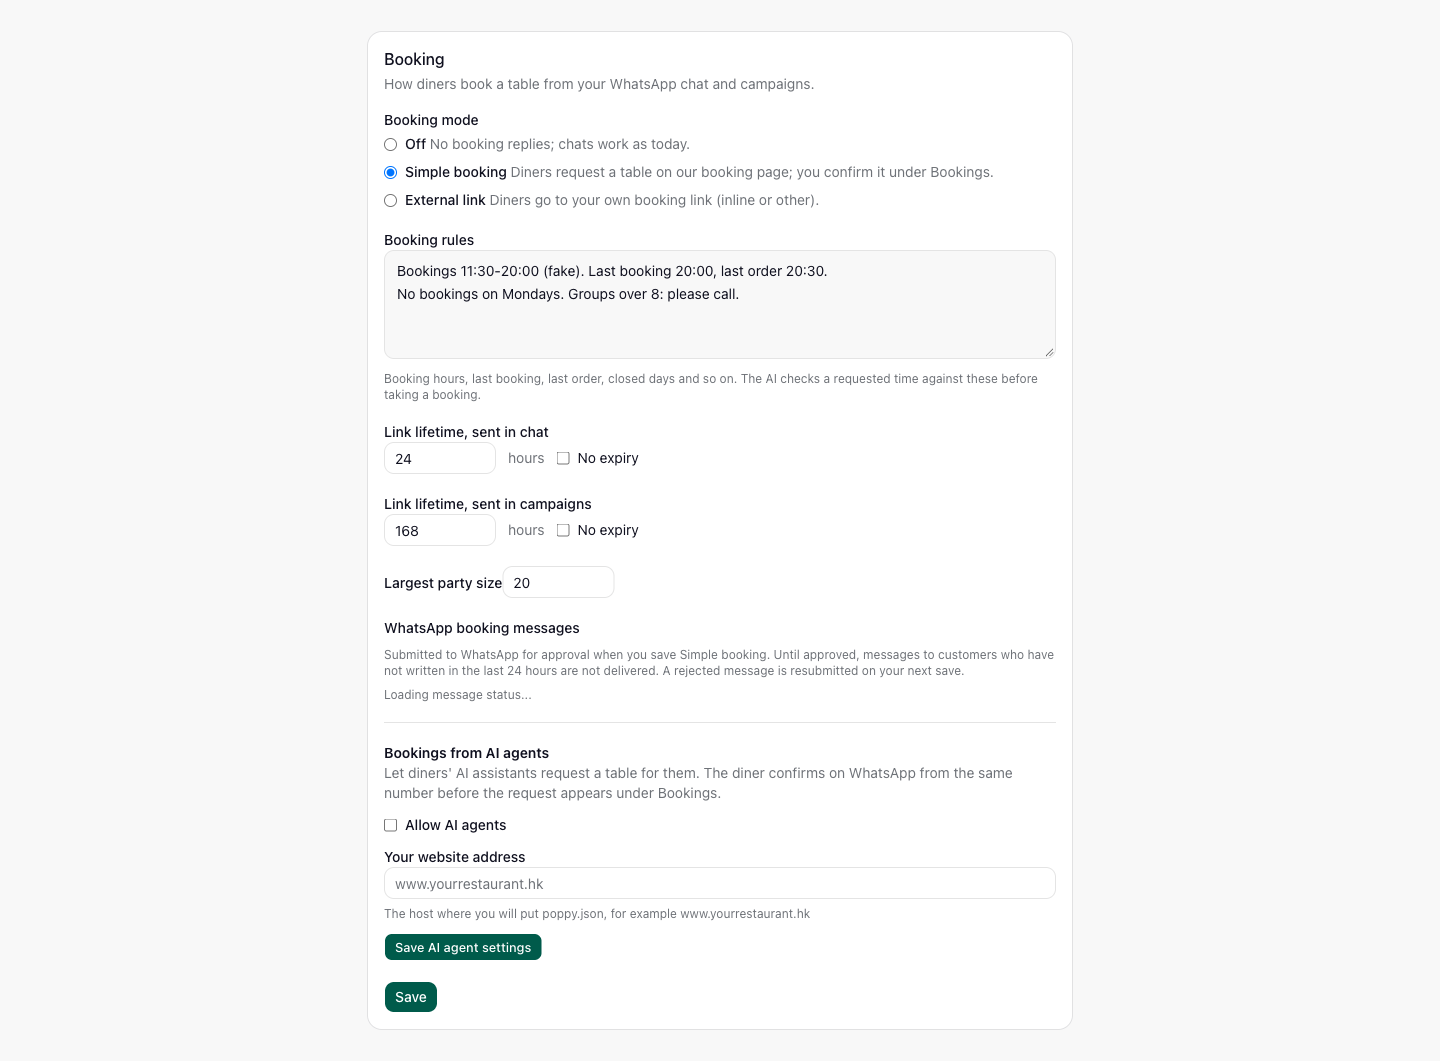 Booking
How diners book a table from your WhatsApp chat and campaigns.
Booking mode
Off No booking replies; chats work as today.
Simple booking Diners request a table on our booking page; you confirm it under Bookings.
External link Diners go to your own booking link (inline or other).
Booking rules
Bookings 11:30-20:00 (fake). Last booking 20:00, last order 20:30.
No bookings on Mondays. Groups over 8: please call.
Booking hours, last booking, last order, closed days and so on. The AI checks a requested time against these before
taking a booking.
Link lifetime, sent in chat
24 hours No expiry
Link lifetime, sent in campaigns
168 hours No expiry
Largest party size 20
WhatsApp booking messages
Submitted to WhatsApp for approval when you save Simple booking. Until approved, messages to customers who have
not written in the last 24 hours are not delivered. A rejected message is resubmitted on your next save.
Loading message status...
Bookings from AI agents
Let diners' AI assistants request a table for them. The diner confirms on WhatsApp from the same
number before the request appears under Bookings.
Allow AI agents
Your website address
www.yourrestaurant.hk
The host where you will put poppy.json, for example www.yourrestaurant.hk
Save AI agent settings
Save